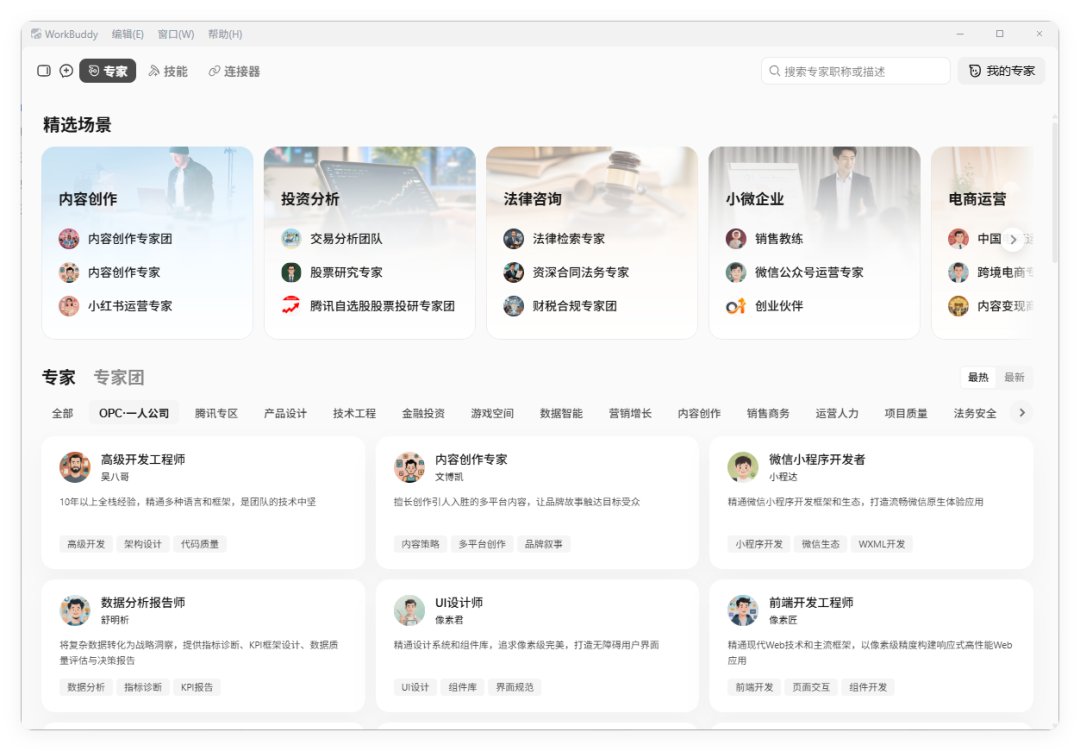 WorkBuddy 编辑(E) 窗口(W) 帮助(H)
专家 技能 连接器 搜索专家职称或描述 我的专家
精选场景
内容创作
内容创作专家团
内容创作专家
小红书运营专家
投资分析
交易分析团队
股票研究专家
腾讯自选股股票投研专家团
法律咨询
法律检索专家
资深合同法务专家
财税合规专家团
小微企业
销售教练
微信公众号运营专家
创业伙伴
电商运营
中国
跨境电商专
内容变现商
专家 专家团 最热 最新
全部 OPC·一人公司 腾讯专区 产品设计 技术工程 金融投资 游戏空间 数据智能 营销增长 内容创作 销售商务 运营人力 项目质量 法务安全
高级开发工程师
吴八哥
10年以上全栈经验，精通多种语言和框架，是团队的技术中坚
高级开发 架构设计 代码质量
内容创作专家
文博凯
擅长创作引人入胜的多平台内容，让品牌故事触达目标受众
内容策略 多平台创作 品牌叙事
微信小程序开发者
小程达
精通微信小程序开发框架和生态，打造流畅微信原生体验应用
小程序开发 微信生态 WXML开发
数据分析报告师
舒明析
将复杂数据转化为战略洞察，提供指标诊断、KPI框架设计、数据质
量评估与决策报告
数据分析 指标诊断 KPI报告
UI设计师
像素君
精通设计系统和组件库，追求像素级完美，打造无障碍用户界面
UI设计 组件库 界面规范
前端开发工程师
像素匠
精通现代Web技术和主流框架，以像素级精度构建响应式高性能Web
应用
前端开发 页面交互 组件开发